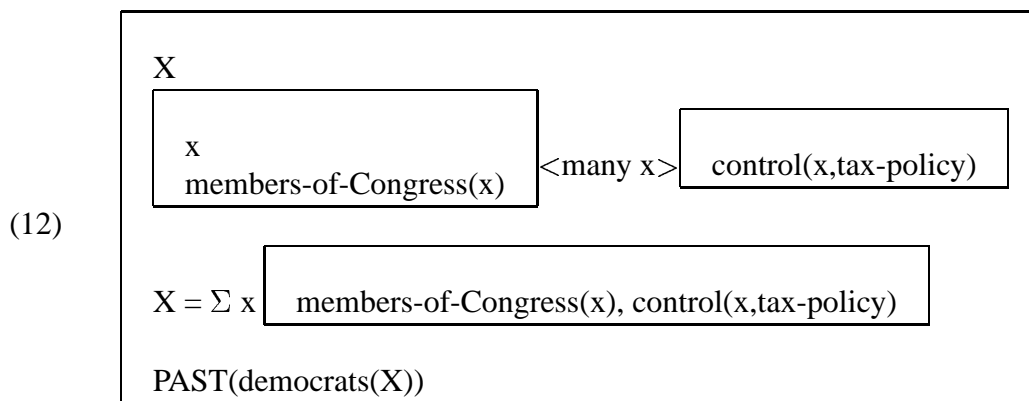 X
x
members-of-Congress(x) <many x> control(x,tax-policy)
(12)
X = Σ x members-of-Congress(x), control(x,tax-policy)
PAST(democrats(X))